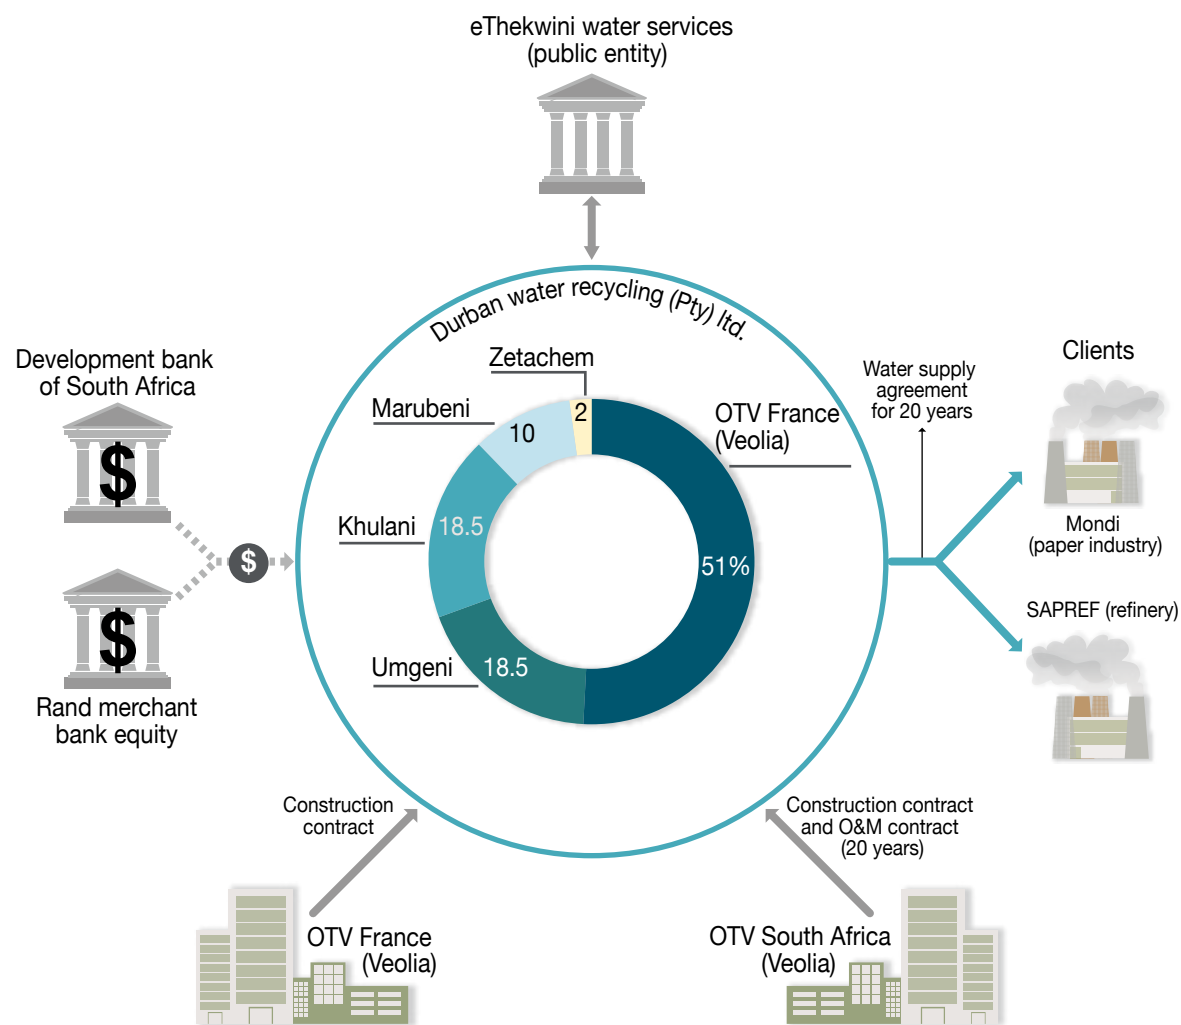 eThekwini water services
(public entity)
Durban water recycling (Pty) ltd.
Development bank
of South Africa
$
$
$
Rand merchant
bank equity
Zetachem
2
Marubeni
10
OTV France
(Veolia)
51%
Khulani
18.5
Umgeni
18.5
Water supply
agreement
for 20 years
Clients
Mondi
(paper industry)
SAPREF (refinery)
Construction
contract
OTV France
(Veolia)
Construction contract
and O&M contract
(20 years)
OTV South Africa
(Veolia)